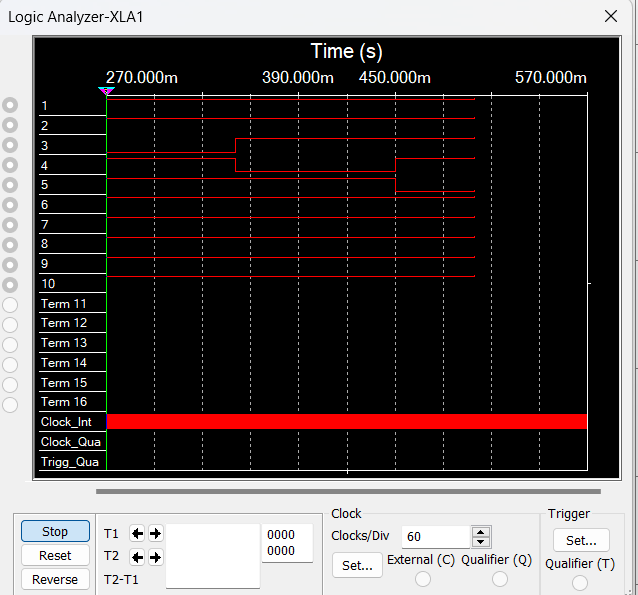 Logic Analyzer-XLA1
Time (s)
270.000m 390.000m 450.000m 570.000m
1
2
3
4
5
6
7
8
9
10
Term 11
Term 12
Term 13
Term 14
Term 15
Term 16
Clock_Int
Clock_Qua
Trigg_Qua
Stop
Reset
Reverse
T1
T2
T2-T1
0000
0000
Clock
Clocks/Div 60
Set...
External (C) Qualifier (Q)
Trigger
Set...
Qualifier (T)